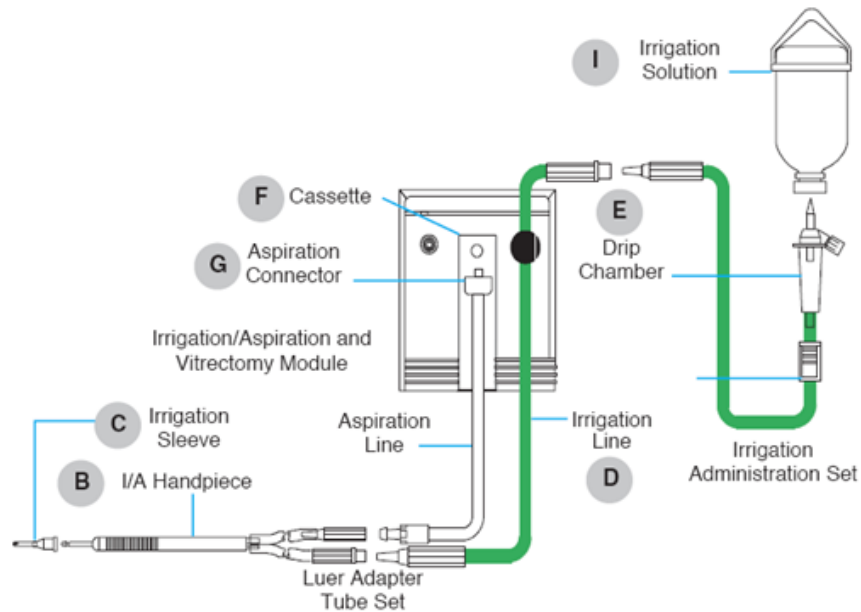 I
Irrigation
Solution
F
Cassette
E
Drip
Chamber
G
Aspiration
Connector
Irrigation/Aspiration and
Vitrectomy Module
C
Irrigation
Sleeve
Aspiration
Line
Irrigation
Line
D
Irrigation
Administration Set
B
I/A Handpiece
Luer Adapter
Tube Set